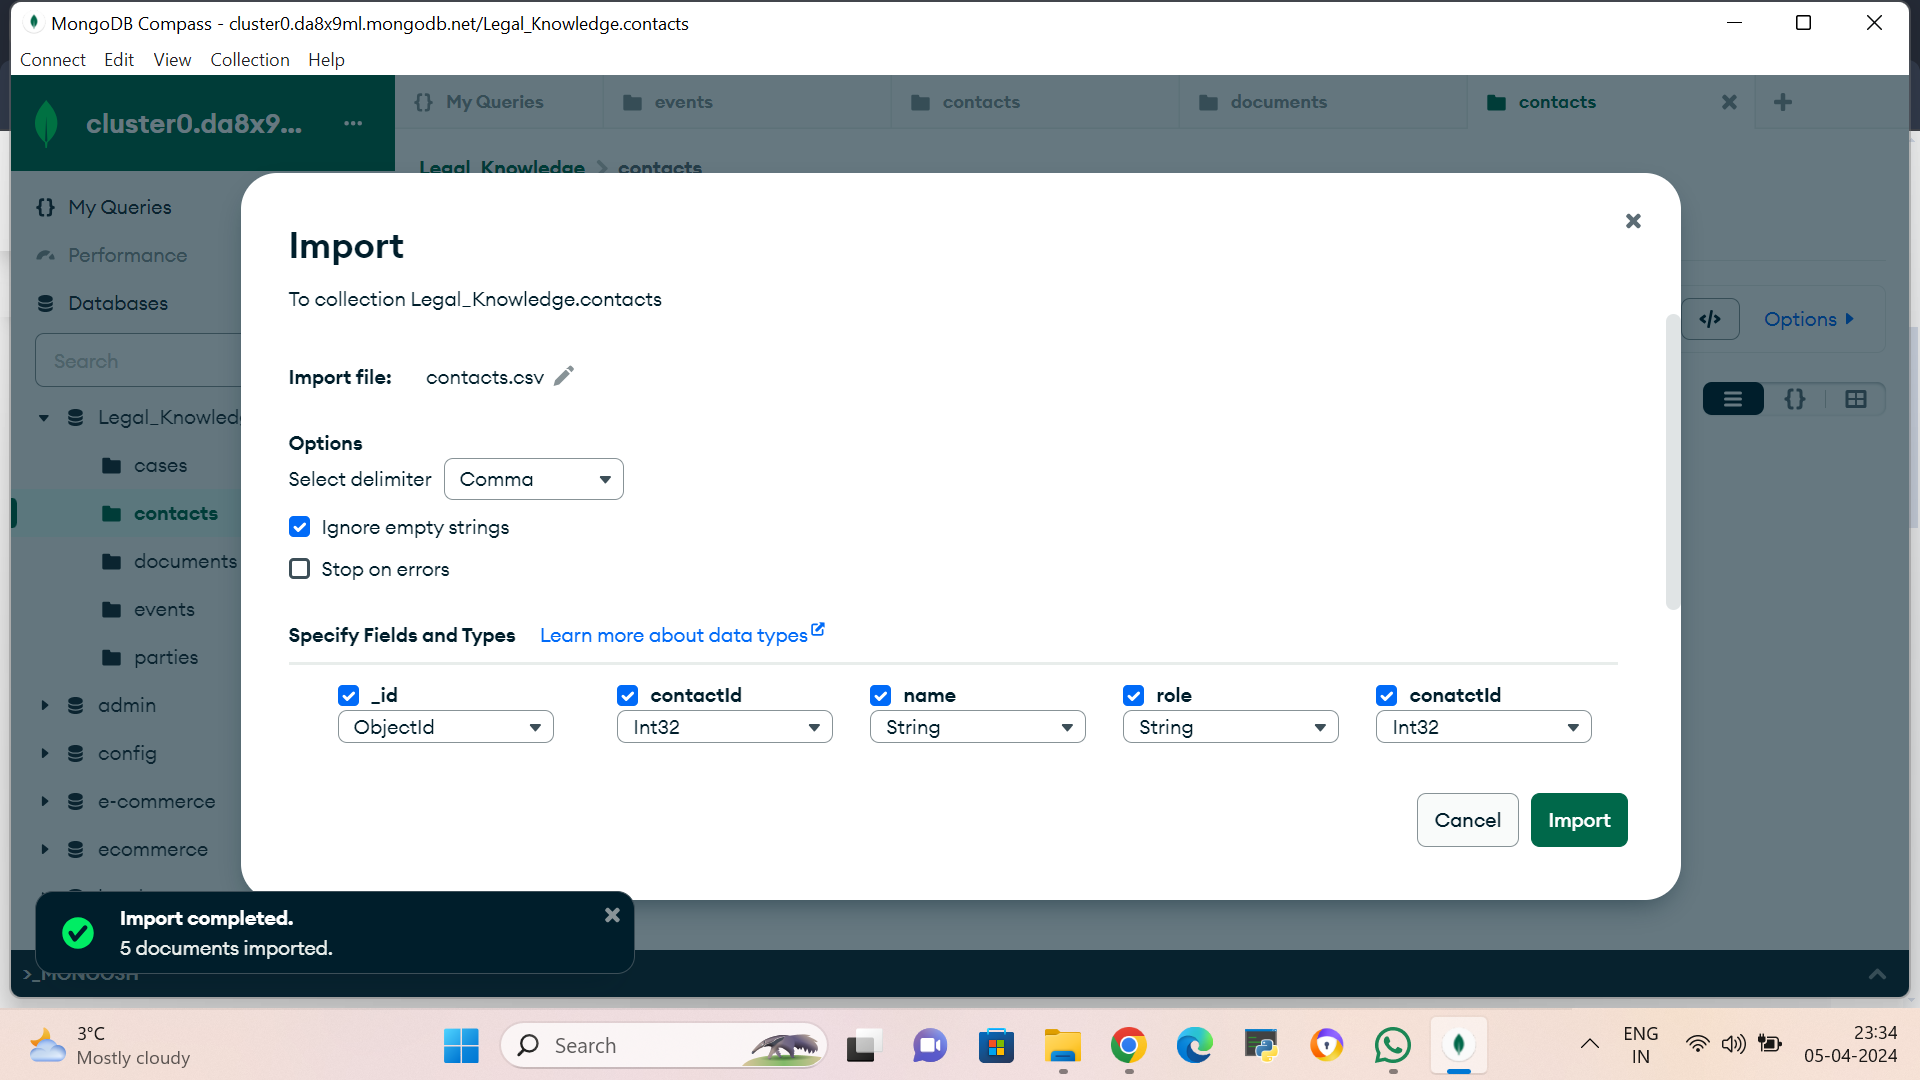 MongoDB Compass - cluster0.da8x9ml.mongodb.net/Legal_Knowledge.contacts
Connect Edit View Collection Help
cluster0.da8x9... ...
{} My Queries events contacts documents contacts
Legal_Knowledge > contacts
{} My Queries
Performance
Databases
Search
Legal_Knowled
cases
contacts
documents
events
parties
admin
config
e-commerce
ecommerce
Import
To collection Legal_Knowledge.contacts
Import file: contacts.csv
Options
Select delimiter Comma
Ignore empty strings
Stop on errors
Specify Fields and Types Learn more about data types
_id contactId name role conatctId
ObjectId Int32 String String Int32
Cancel Import
</> Options
{}
Import completed.
5 documents imported.
>_MONGOSH
3°C
Mostly cloudy
Search
ENG
IN
23:34
05-04-2024